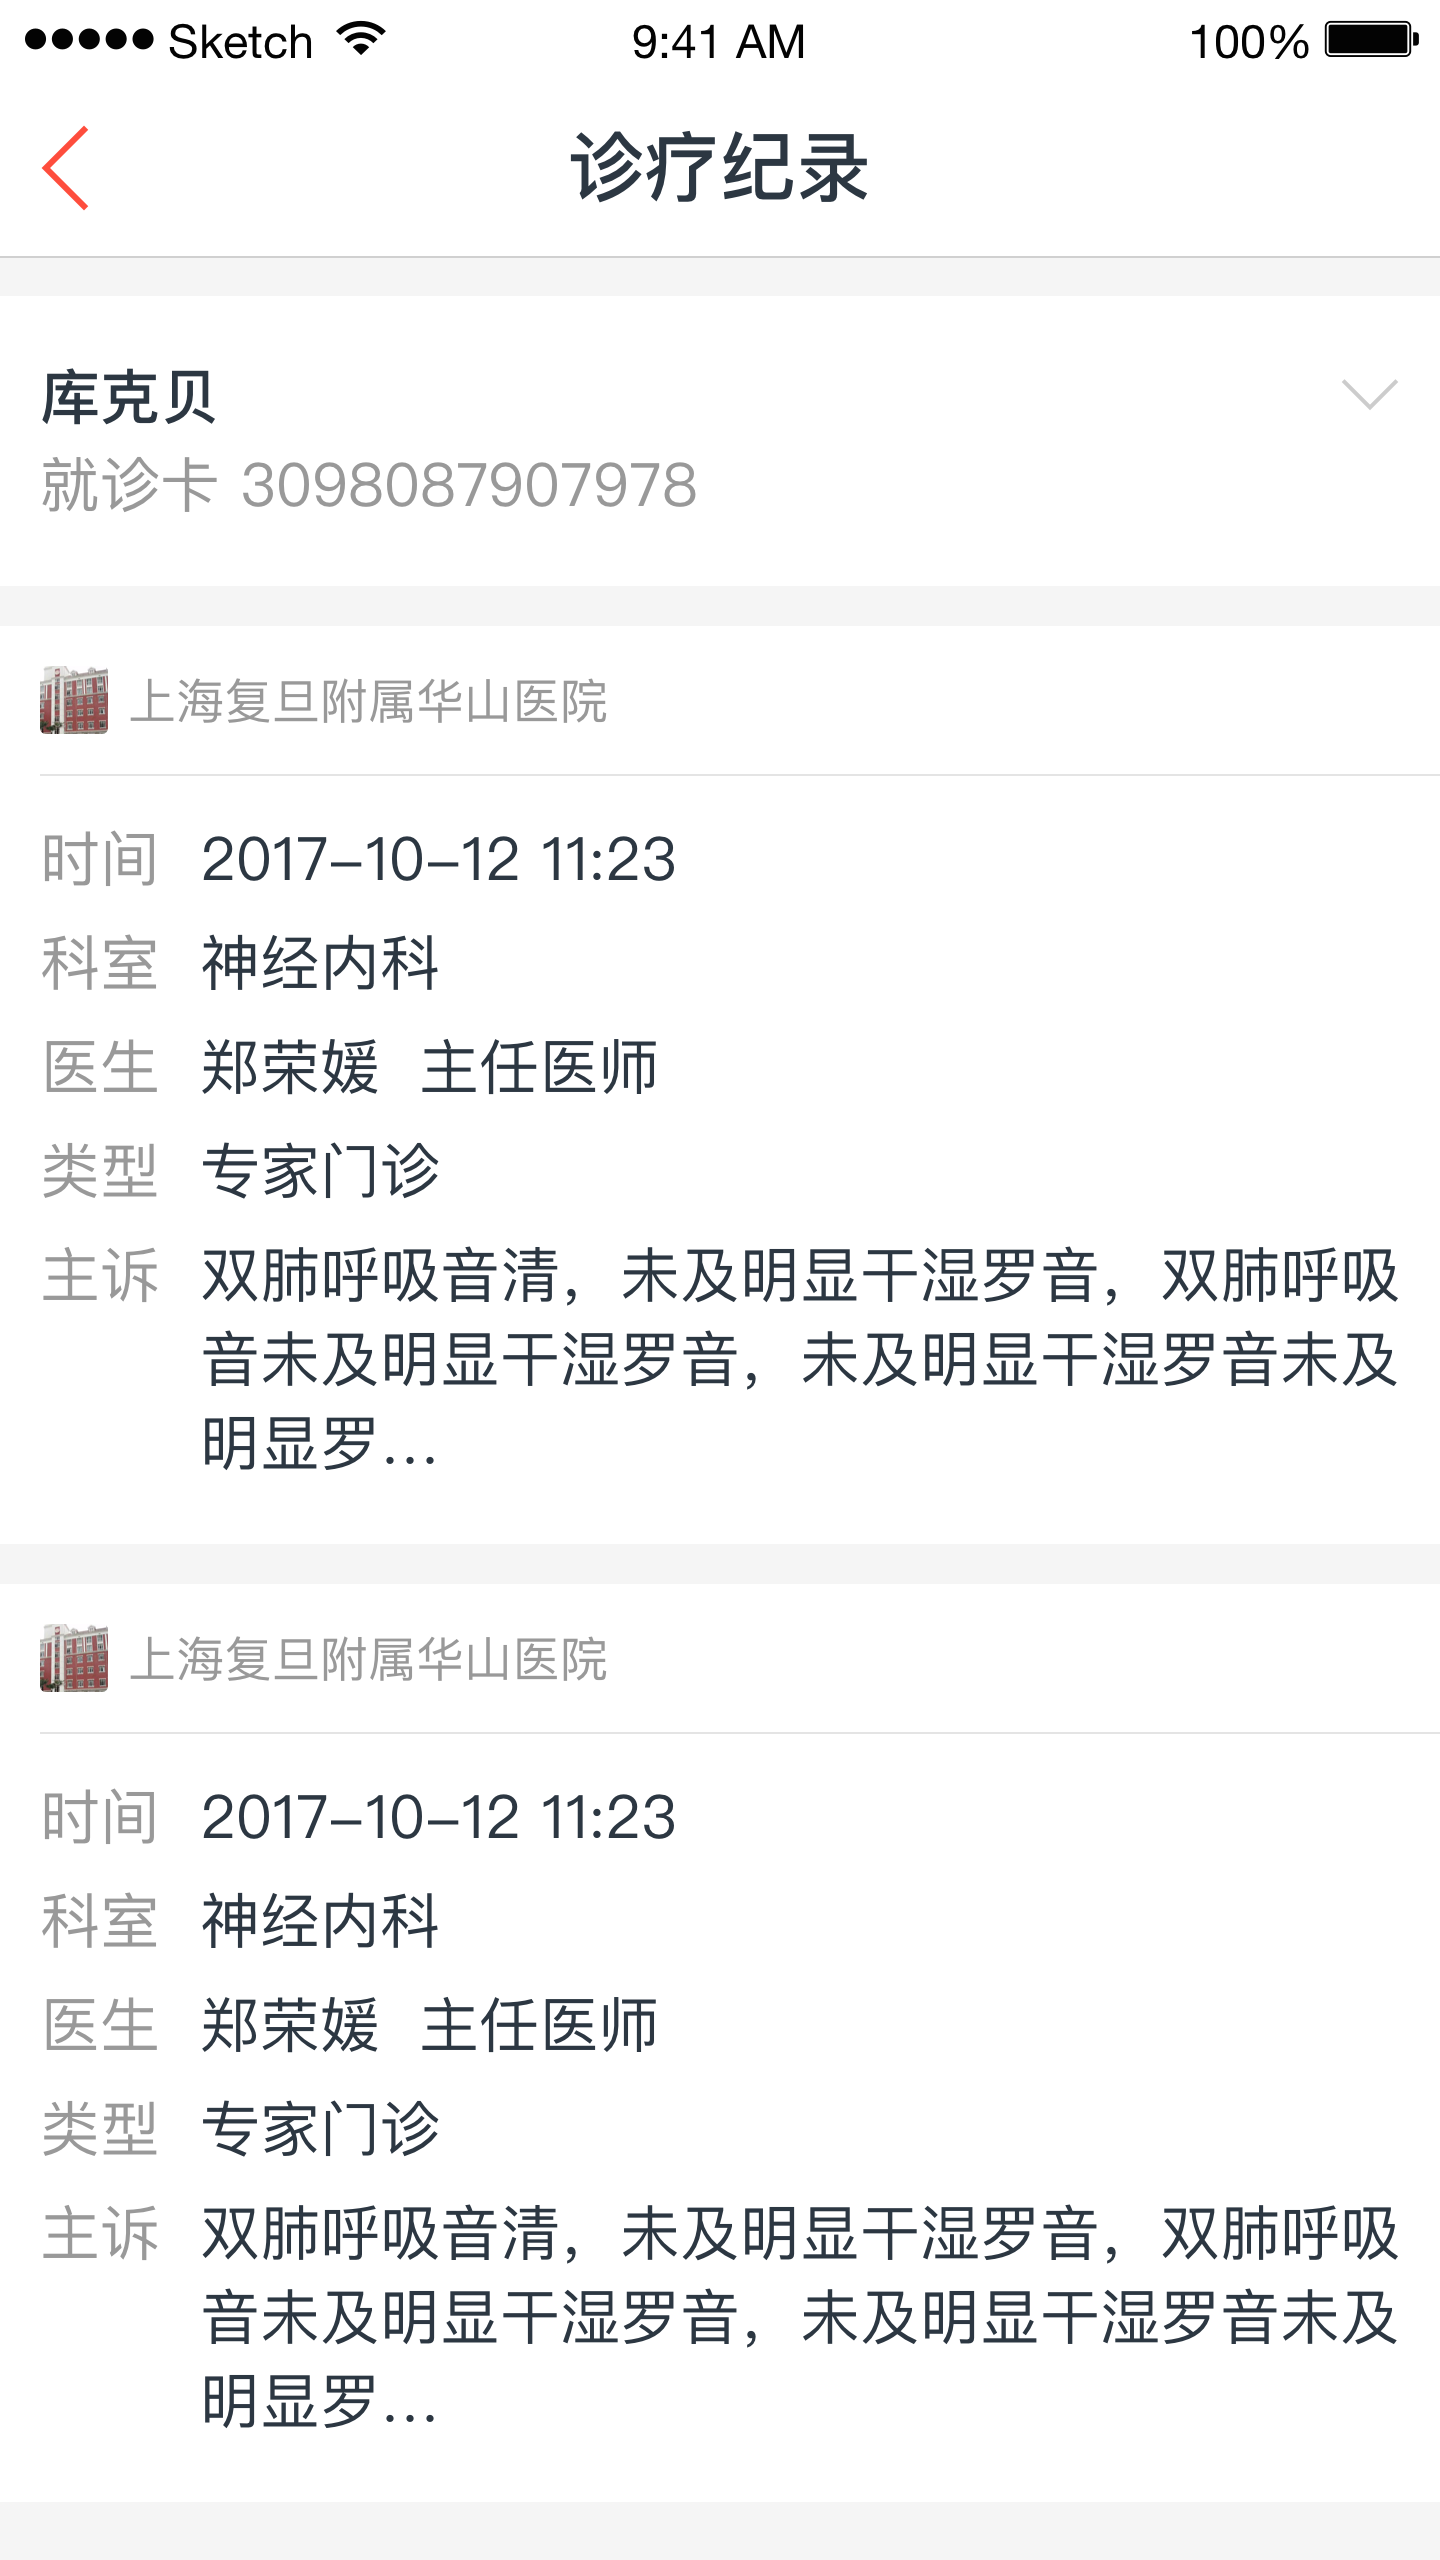 ●●●●● Sketch 9:41 AM 100%
诊疗纪录
库克贝
就诊卡 3098087907978
上海复旦附属华山医院
时间 2017-10-12 11:23
科室 神经内科
医生 郑荣媛 主任医师
类型 专家门诊
主诉 双肺呼吸音清，未及明显干湿罗音，双肺呼吸
音未及明显干湿罗音，未及明显干湿罗音未及
明显罗...
上海复旦附属华山医院
时间 2017-10-12 11:23
科室 神经内科
医生 郑荣媛 主任医师
类型 专家门诊
主诉 双肺呼吸音清，未及明显干湿罗音，双肺呼吸
音未及明显干湿罗音，未及明显干湿罗音未及
明显罗...